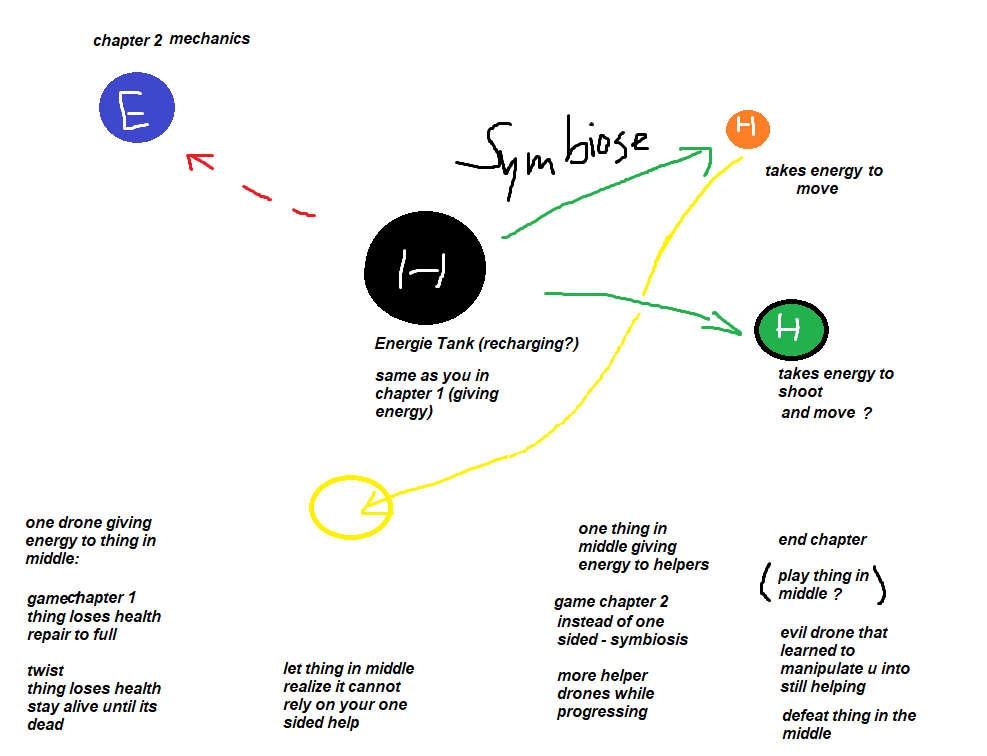 chapter 2 mechanics
E
Symbiose
H
takes energy to
move
H
Energie Tank (recharging?)
same as you in
chapter 1 (giving
energy)
H
takes energy to
shoot
and move ?
one drone giving
energy to thing in
middle:
game chapter 1
thing loses health
repair to full
twist
thing loses health
stay alive until its
dead
let thing in middle
realize it cannot
rely on your one
sided help
one thing in
middle giving
energy to helpers
game chapter 2
instead of one
sided - symbiosis
more helper
drones while
progressing
end chapter
( play thing in
middle ? )
evil drone that
learned to
manipulate u into
still helping
defeat thing in the
middle